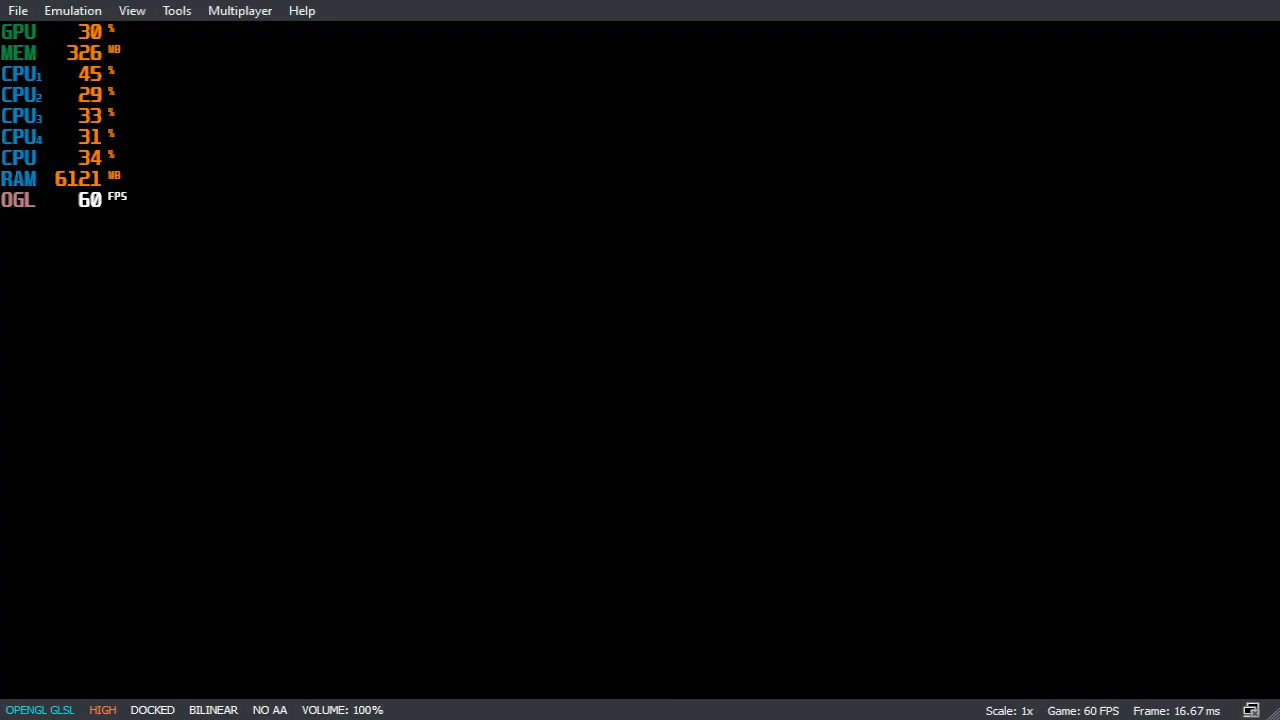 File Emulation View Tools Multiplayer Help
GPU 30 %
MEM 326 MB
CPU1 45 %
CPU2 29 %
CPU3 33 %
CPU4 31 %
CPU 34 %
RAM 6121 MB
OGL 60 FPS
OPENGL GLSL HIGH DOCKED BILINEAR NO AA VOLUME: 100% Scale: 1x Game: 60 FPS Frame: 16.67 ms